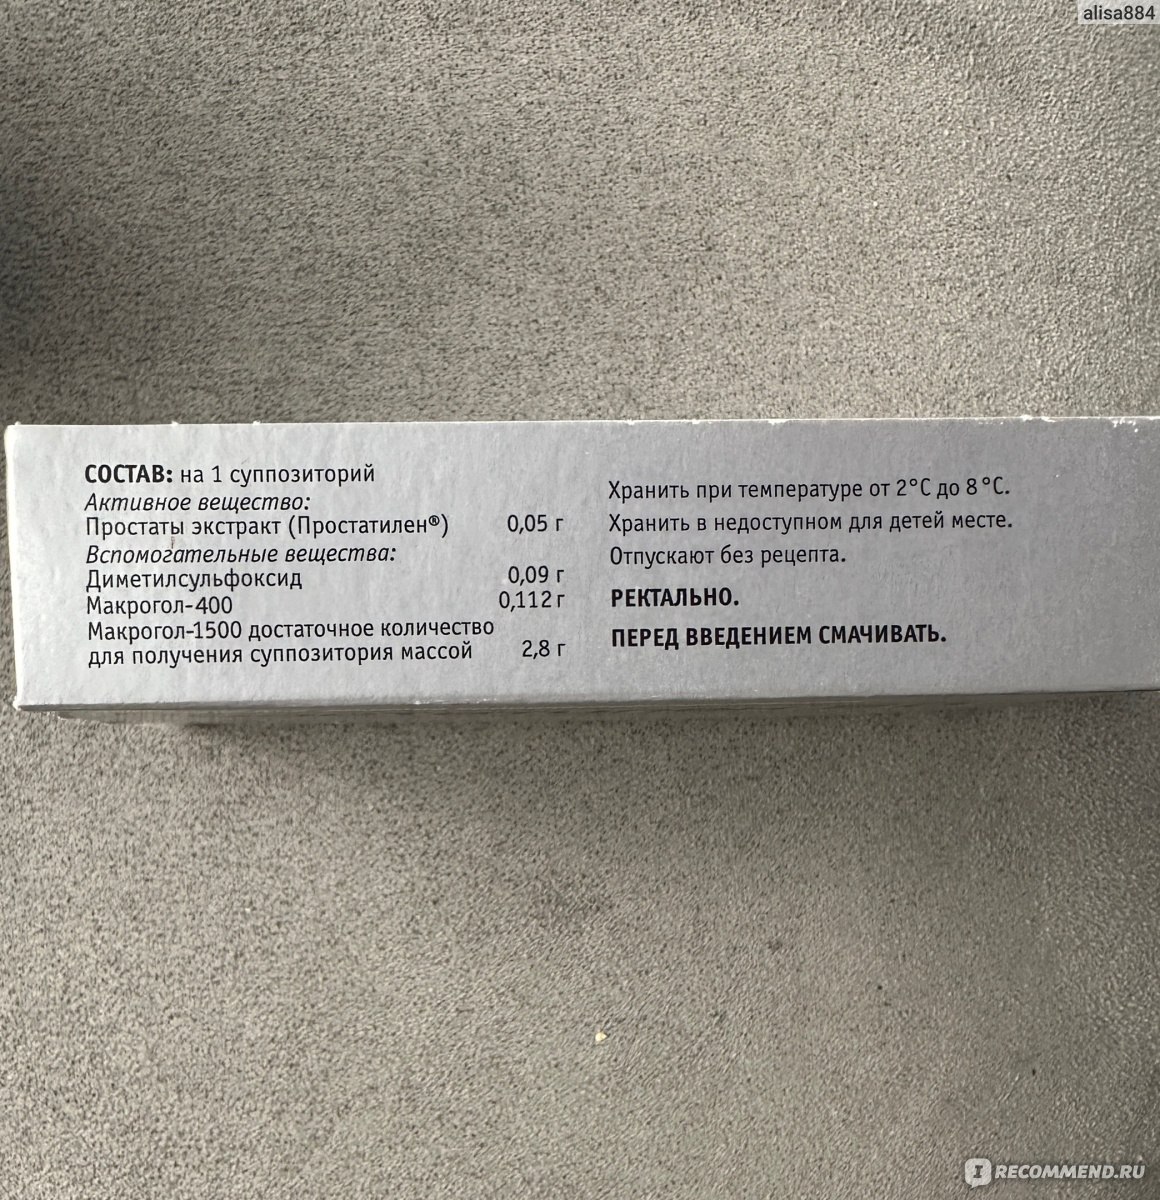 alisa884
СОСТАВ: на 1 суппозиторий
Активное вещество:
Простаты экстракт (Простатилен®) 0,05 г
Вспомогательные вещества:
Диметилсульфоксид 0,09 г
Макрогол-400 0,112 г
Макрогол-1500 достаточное количество
для получения суппозитория массой 2,8 г
Хранить при температуре от 2°С до 8°С.
Хранить в недоступном для детей месте.
Отпускают без рецепта.
РЕКТАЛЬНО.
ПЕРЕД ВВЕДЕНИЕМ СМАЧИВАТЬ.
IRECOMMEND.RU